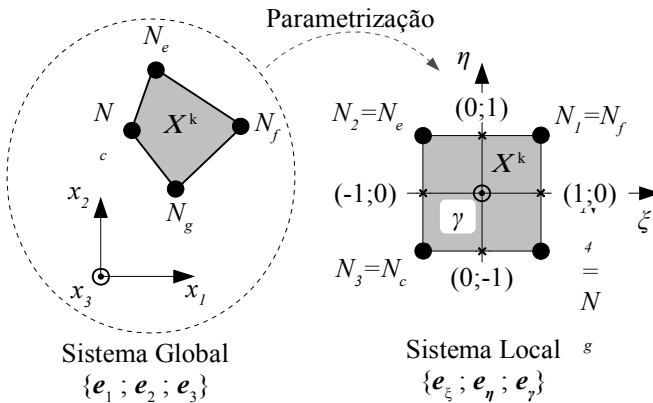 Parametrização
N_e
N_c
X^k
N_f
N_g
x_2
x_3
x_1
Sistema Global
{e_1 ; e_2 ; e_3}
η
N_2=N_e
(0;1)
N_1=N_f
X^k
(-1;0)
(1;0)
ξ
γ
N_3=N_c
(0;-1)
N_4=N_g
Sistema Local
{e_ξ ; e_η ; e_γ}